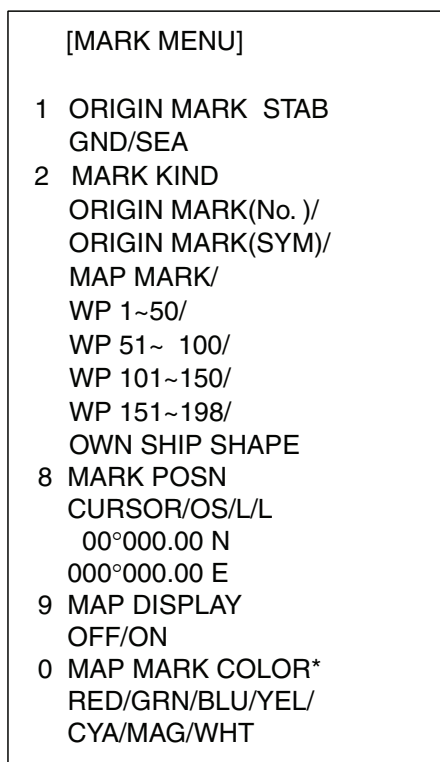 [MARK MENU]
1 ORIGIN MARK STAB
GND/SEA
2 MARK KIND
ORIGIN MARK(No. )/
ORIGIN MARK(SYM)/
MAP MARK/
WP 1~50/
WP 51~ 100/
WP 101~150/
WP 151~198/
OWN SHIP SHAPE
8 MARK POSN
CURSOR/OS/L/L
00°000.00 N
000°000.00 E
9 MAP DISPLAY
OFF/ON
0 MAP MARK COLOR*
RED/GRN/BLU/YEL/
CYA/MAG/WHT